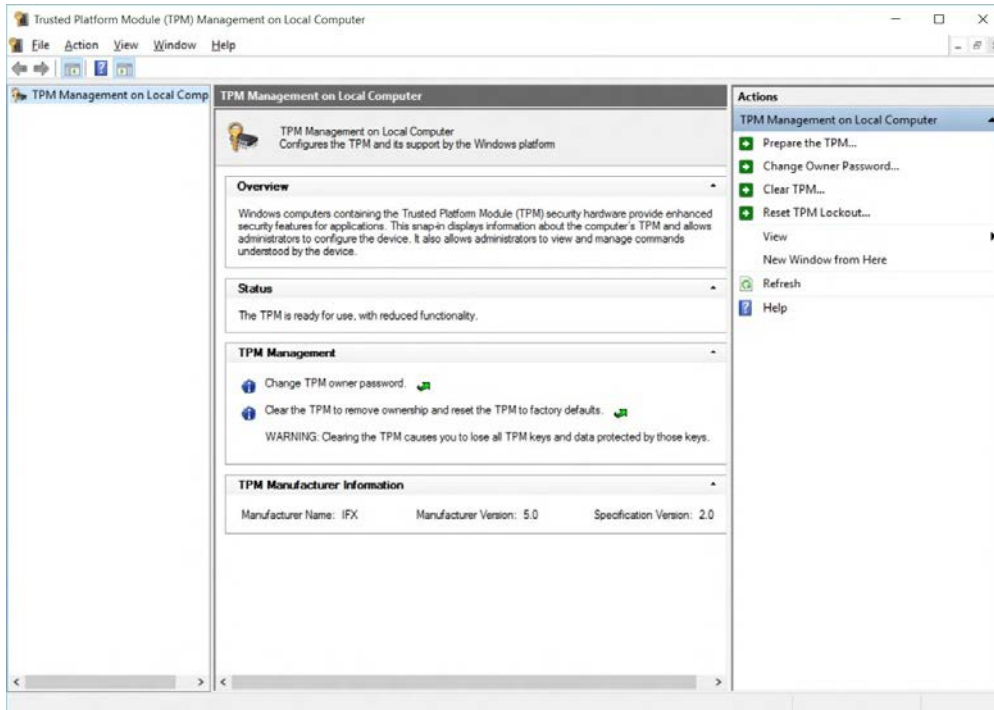 Trusted Platform Module (TPM) Management on Local Computer
File Action View Window Help
TPM Management on Local Comp
TPM Management on Local Computer
TPM Management on Local Computer
Configures the TPM and its support by the Windows platform
Overview
Windows computers containing the Trusted Platform Module (TPM) security hardware provide enhanced
security features for applications. This snap-in displays information about the computer's TPM and allows
administrators to configure the device. It also allows administrators to view and manage commands
understood by the device.
Status
The TPM is ready for use, with reduced functionality.
TPM Management
Change TPM owner password.
Clear the TPM to remove ownership and reset the TPM to factory defaults.
WARNING: Clearing the TPM causes you to lose all TPM keys and data protected by those keys.
TPM Manufacturer Information
Manufacturer Name: IFX Manufacturer Version: 5.0 Specification Version: 2.0
Actions
TPM Management on Local Computer
Prepare the TPM...
Change Owner Password...
Clear TPM...
Reset TPM Lockout...
View
New Window from Here
Refresh
Help